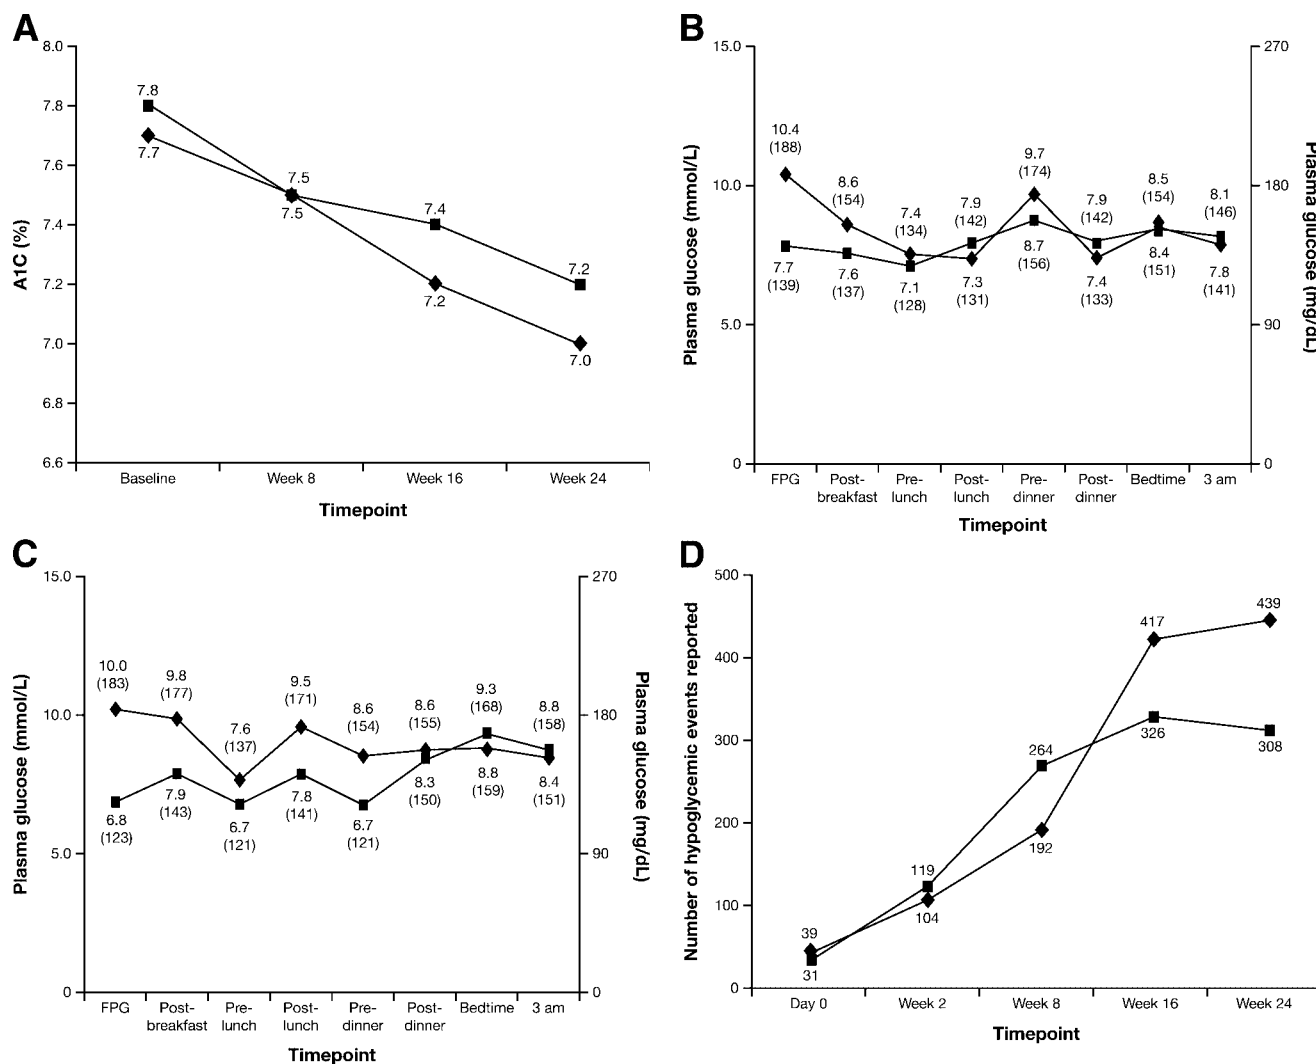 A
8.0
7.8
7.6
7.4
7.2
7.0
6.8
6.6
A1C (%)
7.8
7.7
7.5
7.5
7.4
7.2
7.2
7.0
Baseline
Week 8
Week 16
Week 24
Timepoint
B
15.0
10.0
5.0
0
Plasma glucose (mmol/L)
270
180
90
0
Plasma glucose (mg/dL)
10.4
(188)
8.6
(154)
7.4
(134)
7.9
(142)
9.7
(174)
7.9
(142)
8.5
(154)
8.1
(146)
7.7
(139)
7.6
(137)
7.1
(128)
7.3
(131)
8.7
(156)
7.4
(133)
8.4
(151)
7.8
(141)
FPG
Post-
breakfast
Pre-
lunch
Post-
lunch
Pre-
dinner
Post-
dinner
Bedtime
3 am
Timepoint
C
15.0
10.0
5.0
0
Plasma glucose (mmol/L)
270
180
90
0
Plasma glucose (mg/dL)
10.0
(183)
9.8
(177)
7.6
(137)
9.5
(171)
8.6
(154)
8.6
(155)
9.3
(168)
8.8
(158)
6.8
(123)
7.9
(143)
6.7
(121)
7.8
(141)
6.7
(121)
8.3
(150)
8.8
(159)
8.4
(151)
FPG
Post-
breakfast
Pre-
lunch
Post-
lunch
Pre-
dinner
Post-
dinner
Bedtime
3 am
Timepoint
D
500
400
300
200
100
0
Number of hypoglycemic events reported
39
31
119
104
264
192
417
326
439
308
Day 0
Week 2
Week 8
Week 16
Week 24
Timepoint